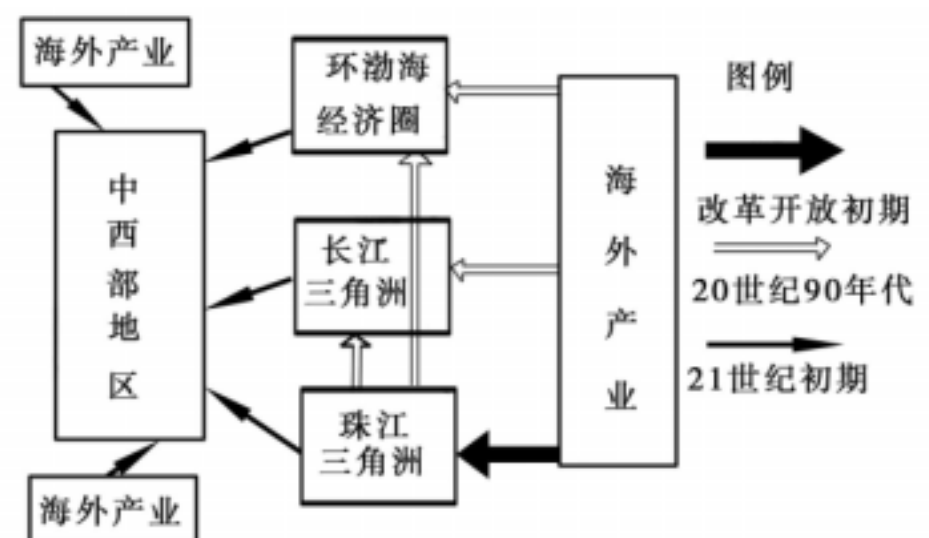 海外产业
中西部地区
海外产业
环渤海
经济圈
长江
三角洲
珠江
三角洲
海外产业
图例
改革开放初期
20世纪90年代
21世纪初期